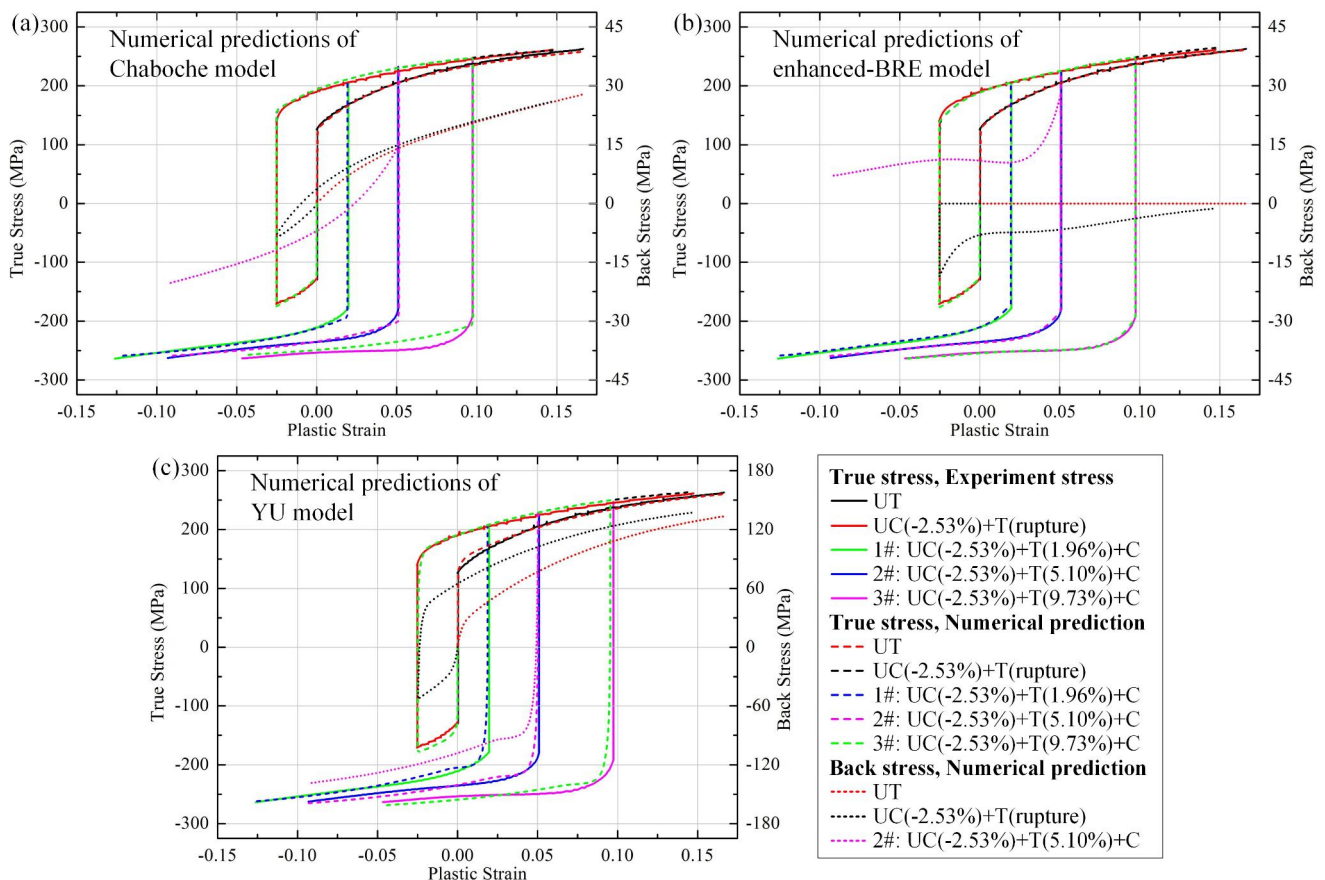 (a)
Numerical predictions of
Chaboche model
300
200
100
0
-100
-200
-300
True Stress (MPa)
45
30
15
0
-15
-30
-45
Back Stress (MPa)
-0.15
-0.10
-0.05
0.00
0.05
0.10
0.15
Plastic Strain
(b)
Numerical predictions of
enhanced-BRE model
300
200
100
0
-100
-200
-300
True Stress (MPa)
45
30
15
0
-15
-30
-45
Back Stress (MPa)
-0.15
-0.10
-0.05
0.00
0.05
0.10
0.15
Plastic Strain
(c)
Numerical predictions of
YU model
300
200
100
0
-100
-200
-300
True Stress (MPa)
180
120
60
0
-60
-120
-180
Back Stress (MPa)
-0.15
-0.10
-0.05
0.00
0.05
0.10
0.15
Plastic Strain
True stress, Experiment stress
UT
UC(-2.53%)+T(rupture)
1#: UC(-2.53%)+T(1.96%)+C
2#: UC(-2.53%)+T(5.10%)+C
3#: UC(-2.53%)+T(9.73%)+C
True stress, Numerical prediction
UT
UC(-2.53%)+T(rupture)
1#: UC(-2.53%)+T(1.96%)+C
2#: UC(-2.53%)+T(5.10%)+C
3#: UC(-2.53%)+T(9.73%)+C
Back stress, Numerical prediction
UT
UC(-2.53%)+T(rupture)
2#: UC(-2.53%)+T(5.10%)+C